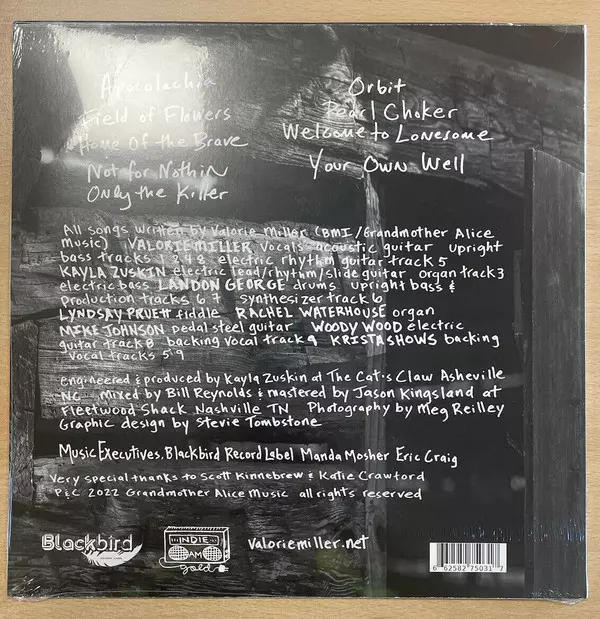 Apocolachia
Field of Flowers
Home Of the Brave
Not for Nothin
Only the Killer
Orbit
Pearl Choker
Welcome to Lonesome
Your Own Well
All songs written by Valorie Miller (BMI/Grandmother Alice
Music) VALORIE MILLER vocals acoustic guitar upright
bass tracks 1 2 4 8 electric rhythm guitar track 5
KAYLA ZUSKIN electric lead/rhythm/slide guitar organ track 3
electric bass LANDON GEORGE drums upright bass &
Production tracks 6 7 synthesizer track 6
LYNDSAY PRUETT fiddle RACHEL WATERHOUSE organ
MIKE JOHNSON pedal steel guitar WOODY WOOD electric
guitar track 8 backing vocal track 9 KRISTA SHOWS backing
vocal tracks 5 9
engineered & produced by Kayla Zuskin at The Cat's Claw Asheville
NC mixed by Bill Reynolds & mastered by Jason Kingsland at
Fleetwood Shack Nashville TN Photography by Meg Reilley
Graphic design by Stevie Tombstone
Music Executives, Blackbird Record Label Manda Mosher Eric Craig
Very special thanks to Scott Kinnebrew & Katie Crawford
P&C 2022 Grandmother Alice Music all rights reserved
Blackbird
INDIE
AM
gold
valoriemiller.net
6 62582 75031 7